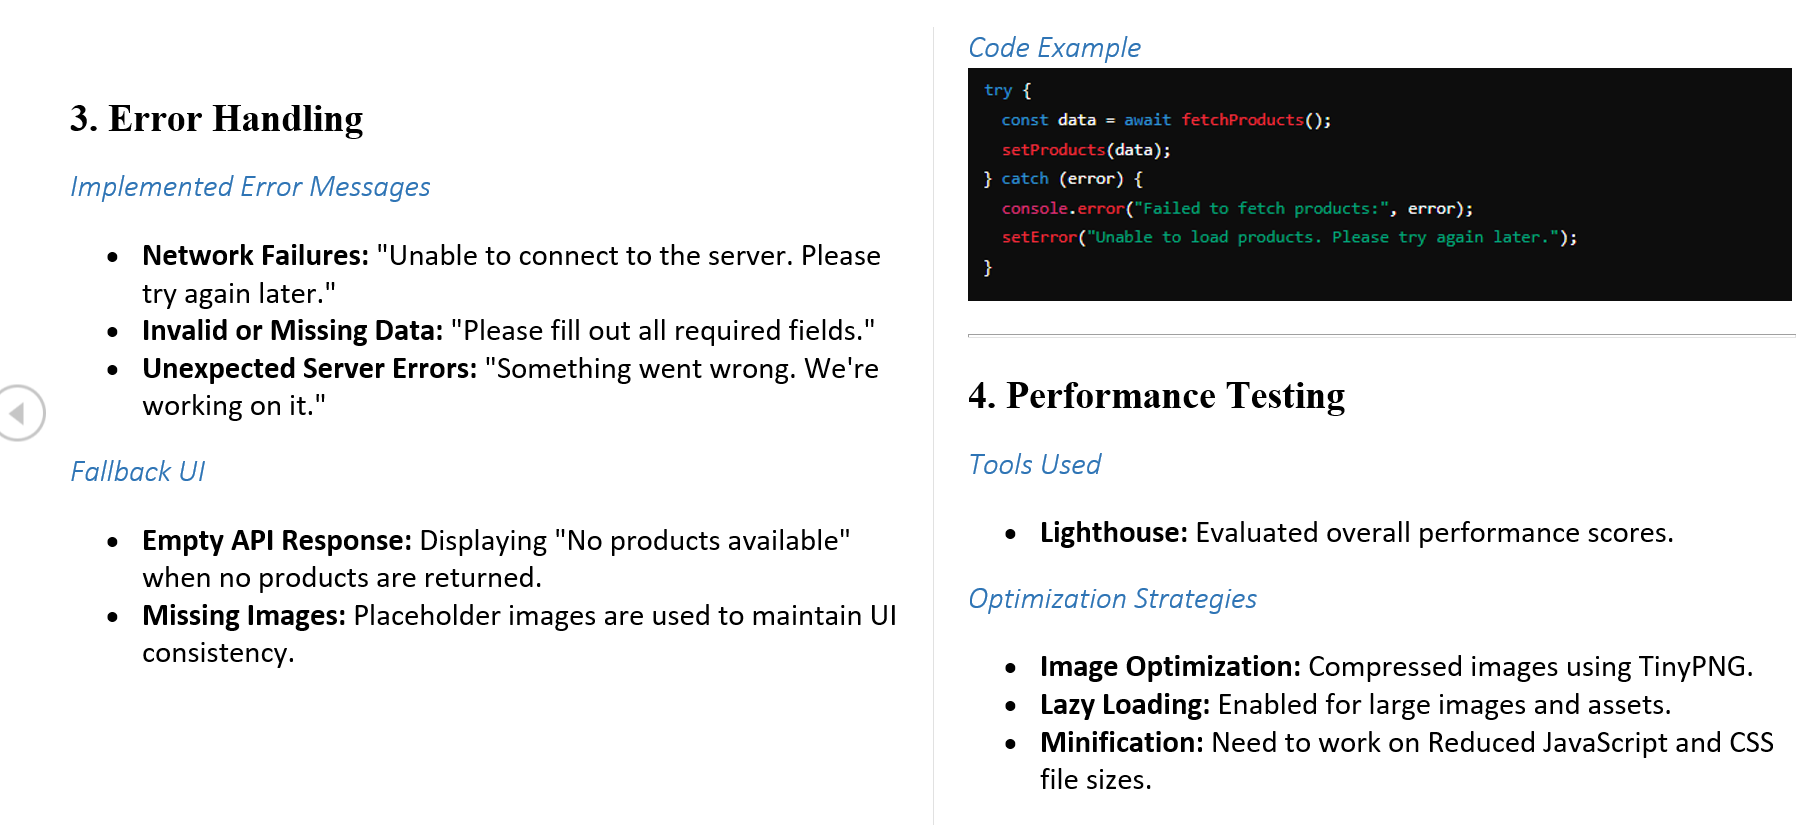 3. Error Handling
Implemented Error Messages
• Network Failures: "Unable to connect to the server. Please
try again later."
• Invalid or Missing Data: "Please fill out all required fields."
• Unexpected Server Errors: "Something went wrong. We're
working on it."
Fallback UI
• Empty API Response: Displaying "No products available"
when no products are returned.
• Missing Images: Placeholder images are used to maintain UI
consistency.
Code Example
try {
  const data = await fetchProducts();
  setProducts(data);
} catch (error) {
  console.error("Failed to fetch products:", error);
  setError("Unable to load products. Please try again later.");
}
4. Performance Testing
Tools Used
• Lighthouse: Evaluated overall performance scores.
Optimization Strategies
• Image Optimization: Compressed images using TinyPNG.
• Lazy Loading: Enabled for large images and assets.
• Minification: Need to work on Reduced JavaScript and CSS
file sizes.